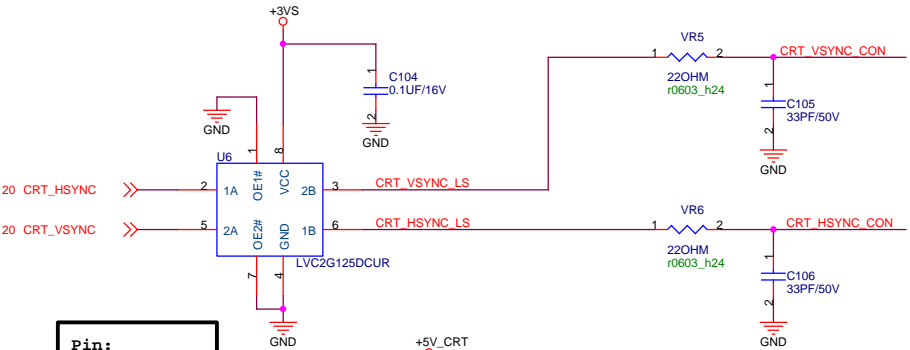 +3VS
VR5
1
2
CRT_VSYNC_CON
1
C104
0.1UF/16V
2
GND
22OHM
r0603_h24
1
C105
33PF/50V
2
GND
GND
1
8
U6
OE1#
VCC
20 CRT_HSYNC
2
1A
2B
3
CRT_VSYNC_LS
20 CRT_VSYNC
5
2A
OE2#
GND
1B
6
CRT_HSYNC_LS
LVC2G125DCUR
7
4
GND
VR6
1
2
CRT_HSYNC_CON
22OHM
r0603_h24
1
C106
33PF/50V
2
GND
Pin:
+5V_CRT